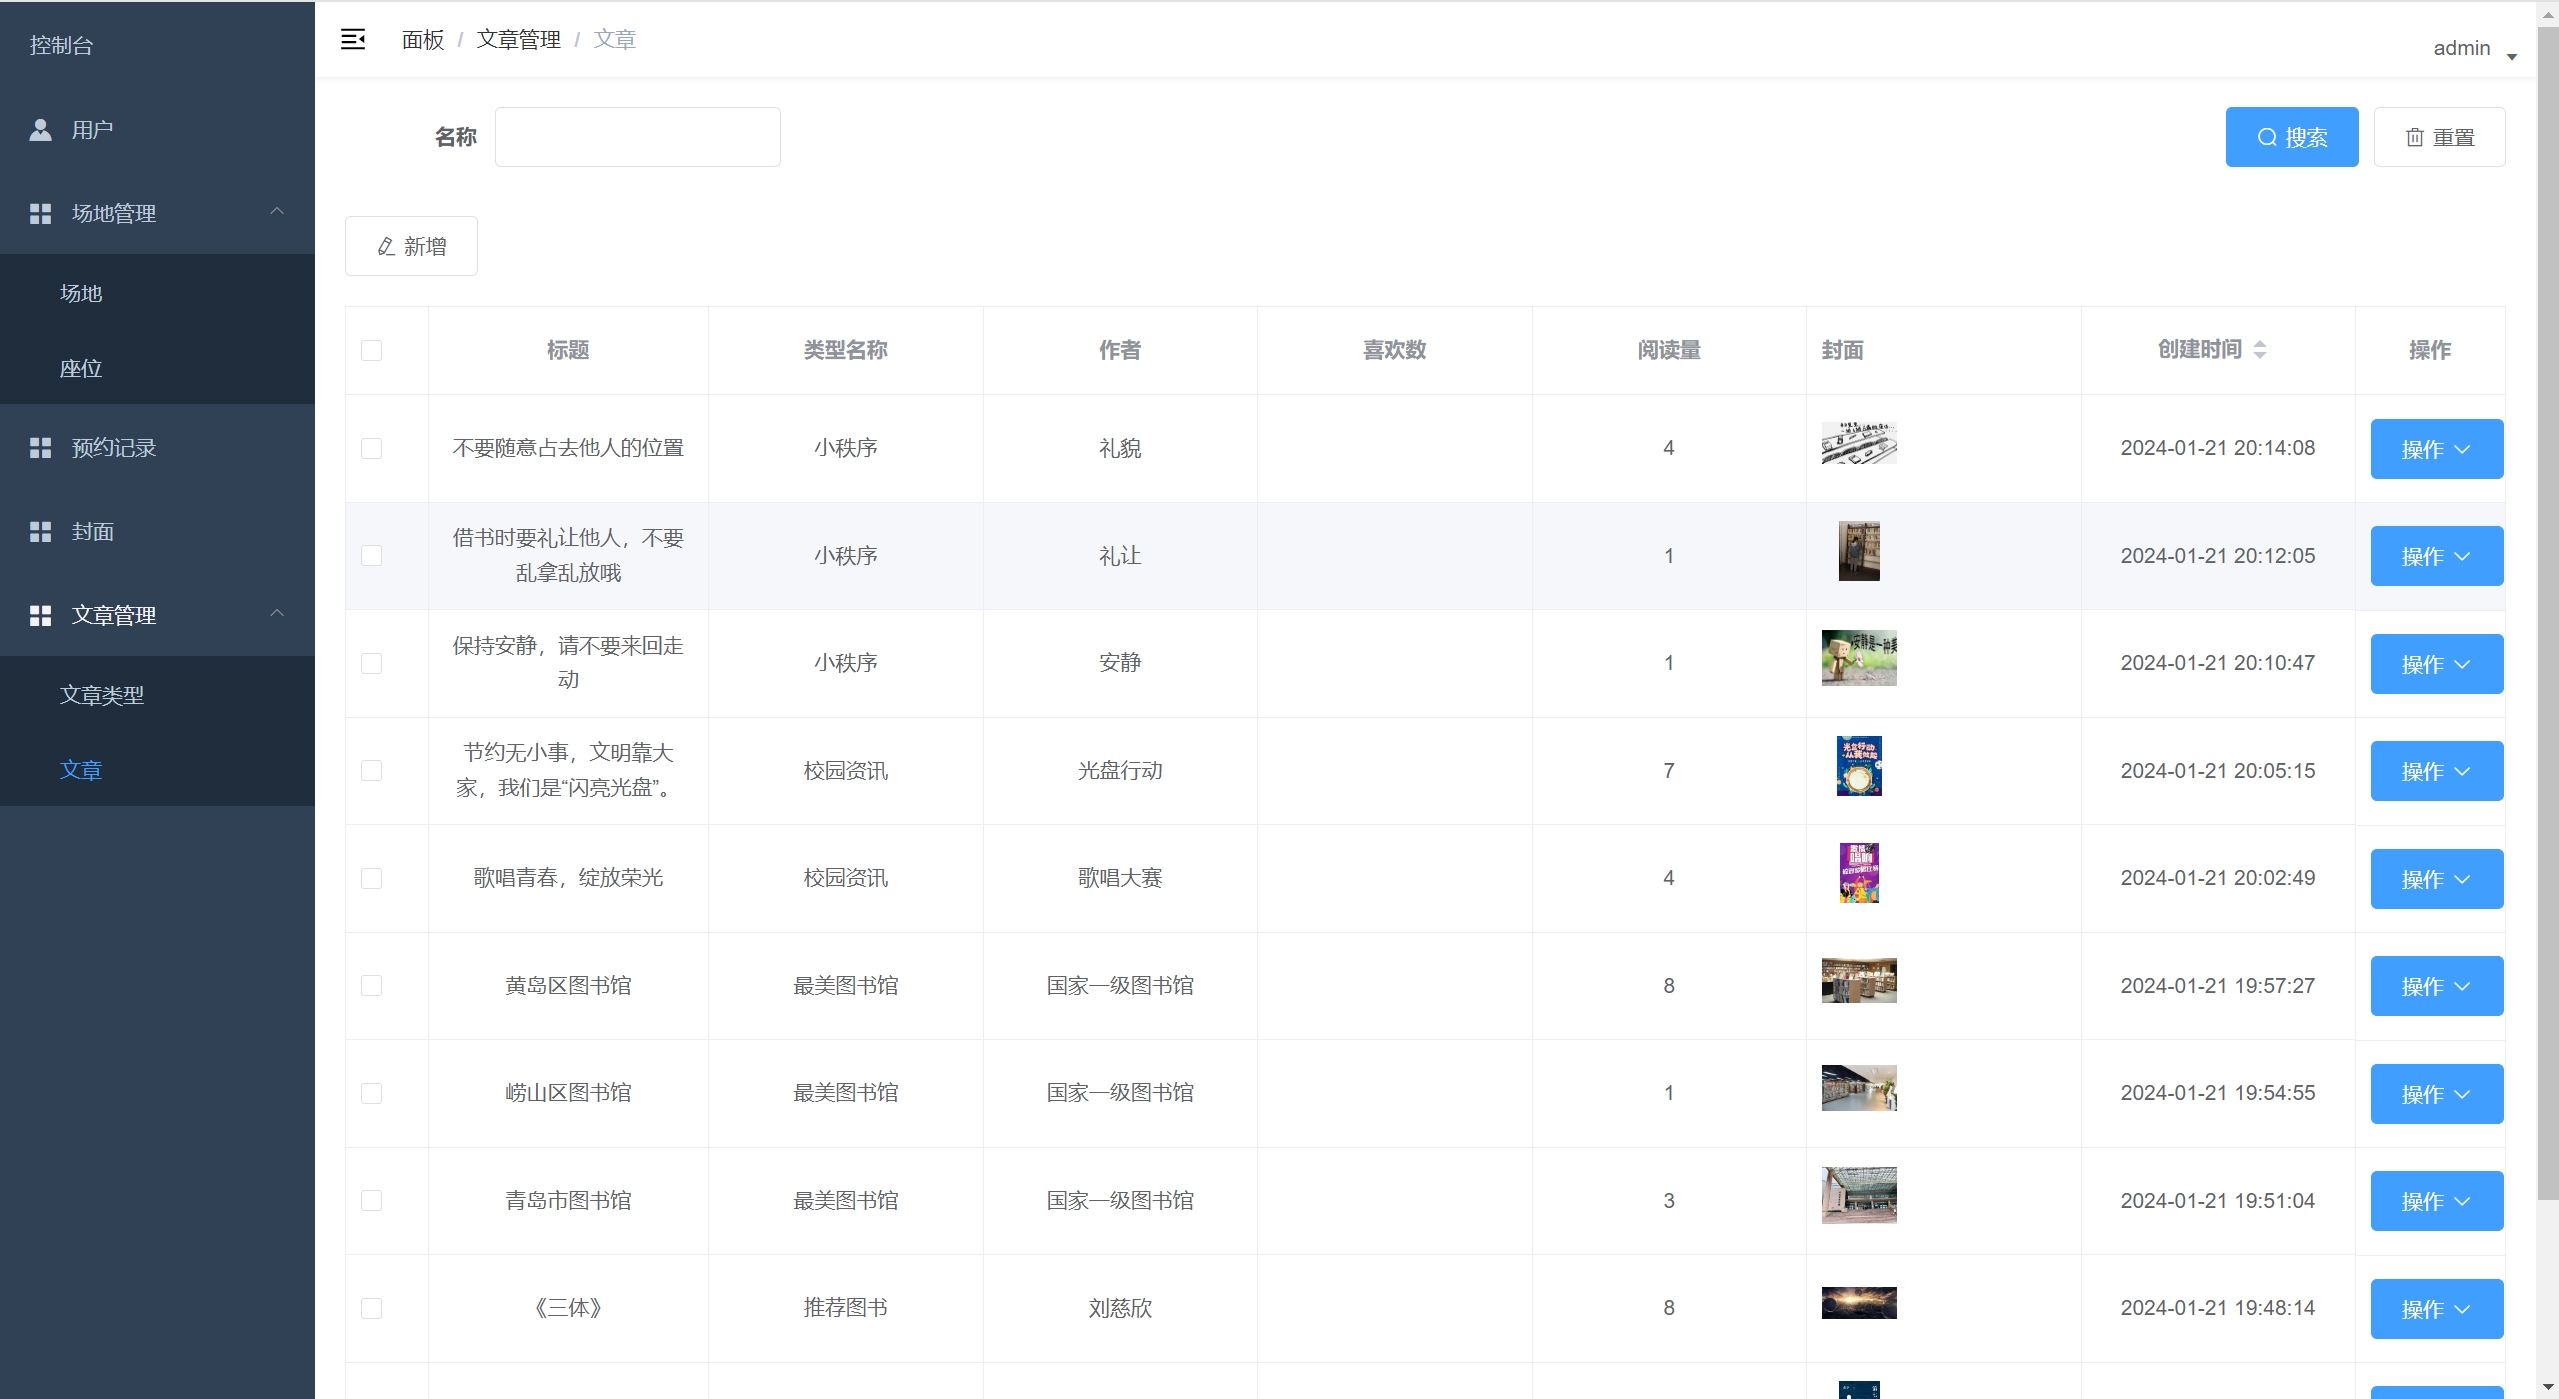 控制台
用户
场地管理
场地
座位
预约记录
封面
文章管理
文章类型
文章
面板 / 文章管理 / 文章
admin
名称
搜索 重置
新增
标题 类型名称 作者 喜欢数 阅读量 封面 创建时间 操作
不要随意占去他人的位置 小秩序 礼貌 4 2024-01-21 20:14:08 操作
借书时要礼让他人，不要
乱拿乱放哦
小秩序 礼让 1 2024-01-21 20:12:05 操作
保持安静，请不要来回走
动
小秩序 安静 1 安静是一种美 2024-01-21 20:10:47 操作
节约无小事，文明靠大
家，我们是“闪亮光盘”。
校园资讯 光盘行动 7 光盘行动
从我做起
2024-01-21 20:05:15 操作
歌唱青春，绽放荣光 校园资讯 歌唱大赛 4 2024-01-21 20:02:49 操作
黄岛区图书馆 最美图书馆 国家一级图书馆 8 2024-01-21 19:57:27 操作
崂山区图书馆 最美图书馆 国家一级图书馆 1 2024-01-21 19:54:55 操作
青岛市图书馆 最美图书馆 国家一级图书馆 3 2024-01-21 19:51:04 操作
《三体》 推荐图书 刘慈欣 8 2024-01-21 19:48:14 操作